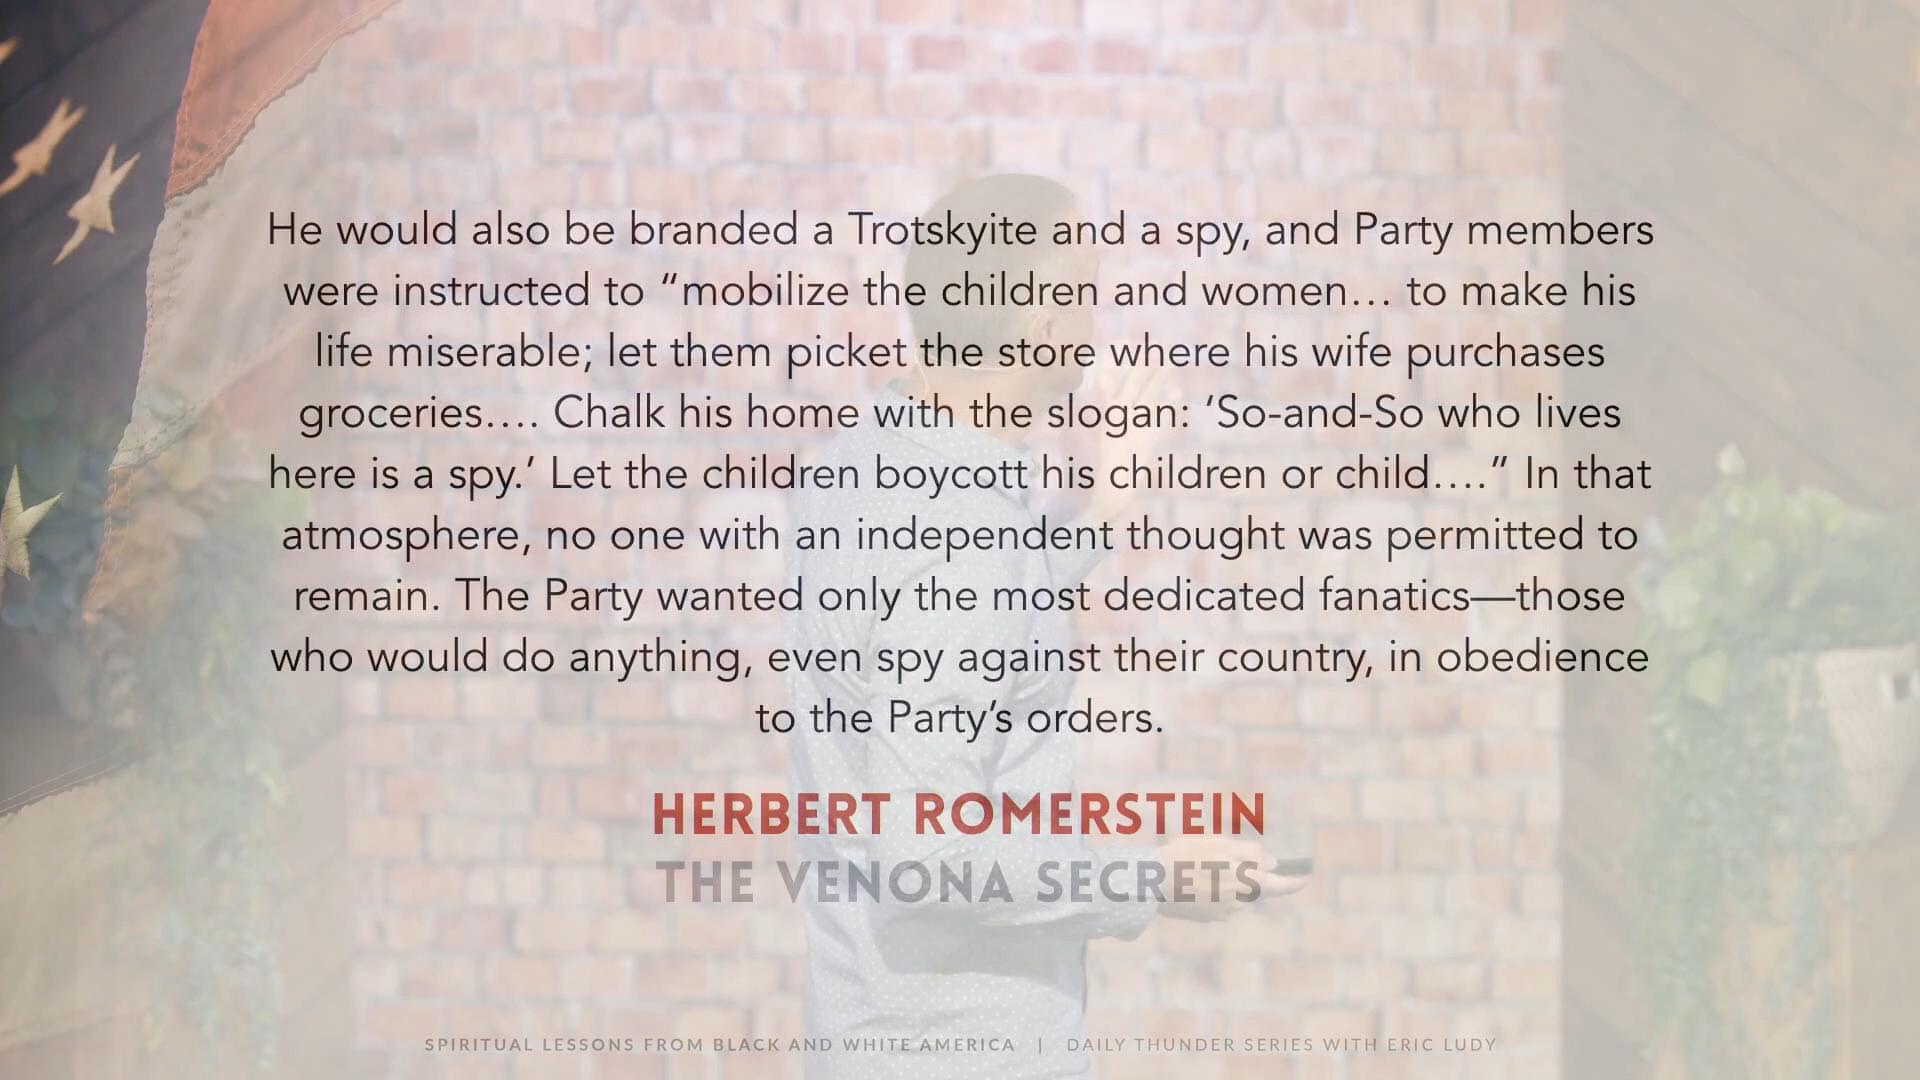 He would also be branded a Trotskyite and a spy, and Party members
were instructed to “mobilize the children and women… to make his
life miserable; let them picket the store where his wife purchases
groceries…. Chalk his home with the slogan: ‘So-and-So who lives
here is a spy.’ Let the children boycott his children or child….” In that
atmosphere, no one with an independent thought was permitted to
remain. The Party wanted only the most dedicated fanatics—those
who would do anything, even spy against their country, in obedience
to the Party’s orders.
HERBERT ROMERSTEIN
THE VENONA SECRETS
SPIRITUAL LESSONS FROM BLACK AND WHITE AMERICA | DAILY THUNDER SERIES WITH ERIC LUDY